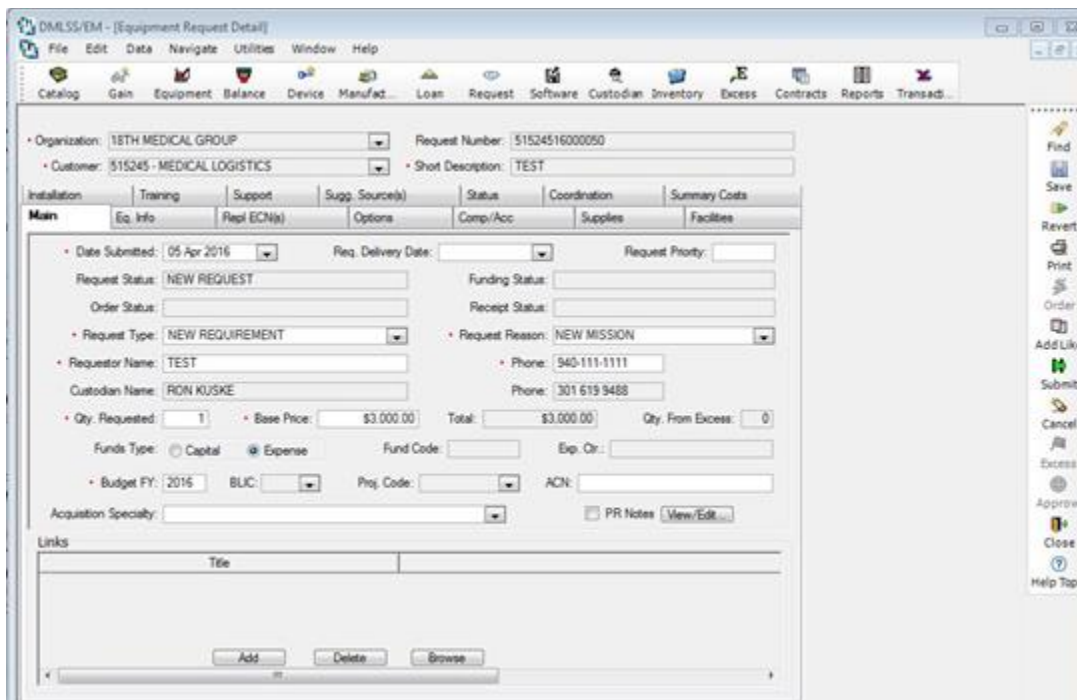 DMLSS/EM - [Equipment Request Detail]
File Edit Data Navigate Utilities Window Help
Catalog Gain Equipment Balance Device Manufact... Loan Request Software Custodian Inventory Excess Contracts Reports Transacti...
• Organization: 18TH MEDICAL GROUP Request Number: 51524516000050
• Customer: 515245 - MEDICAL LOGISTICS • Short Description: TEST
Installation Training Support Sugg. Source(s) Status Coordination Summary Costs
Main Eq. Info Repl ECN(s) Options Comp/Acc Supplies Facilities
• Date Submitted: 05 Apr 2016 Req. Delivery Date: Request Priority:
Request Status: NEW REQUEST Funding Status:
Order Status: Receipt Status:
• Request Type: NEW REQUIREMENT • Request Reason: NEW MISSION
• Requestor Name: TEST • Phone: 940-111-1111
Custodian Name: RON KUSKE Phone: 301 619 9488
• Qty. Requested: 1 • Base Price: $3,000.00 Total: $3,000.00 Qty. From Excess: 0
Funds Type: Capital Expense Fund Code: Exp. Qtr.:
• Budget FY: 2016 BLIC: Proj. Code: ACN:
Acquisition Specialty: PR Notes View/Edit...
Links
Title
Add Delete Browse
Find
Save
Revert
Print
Order
Add Lik
Submit
Cancel
Excess
Approv
Close
Help Top